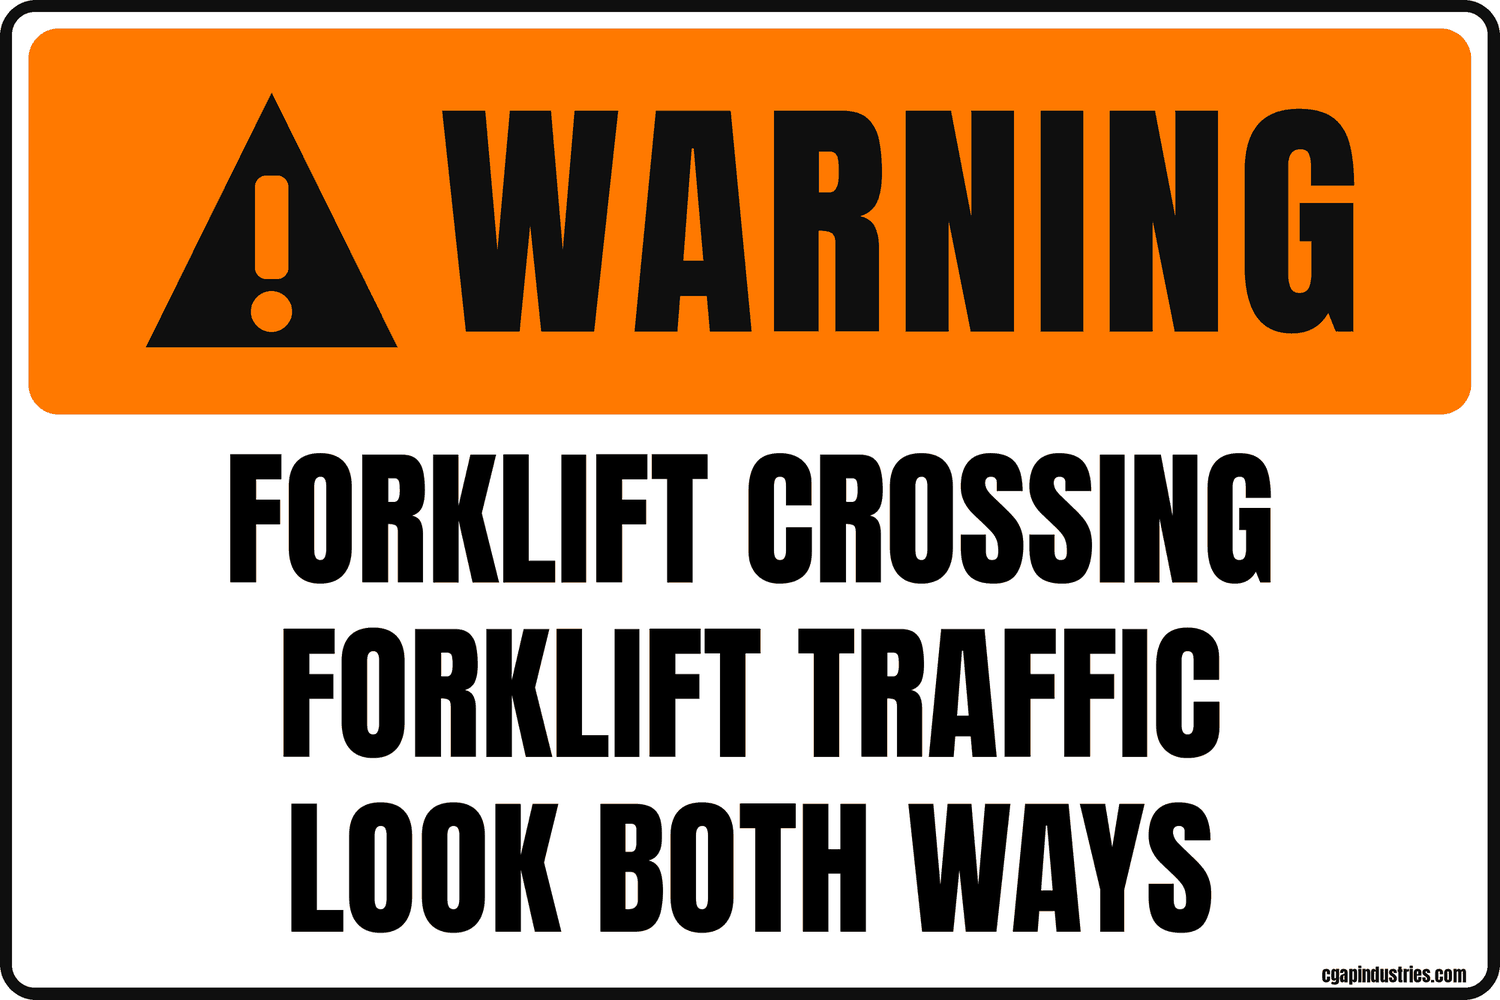 WARNING
FORKLIFT CROSSING
FORKLIFT TRAFFIC
LOOK BOTH WAYS
cgapindustries.com